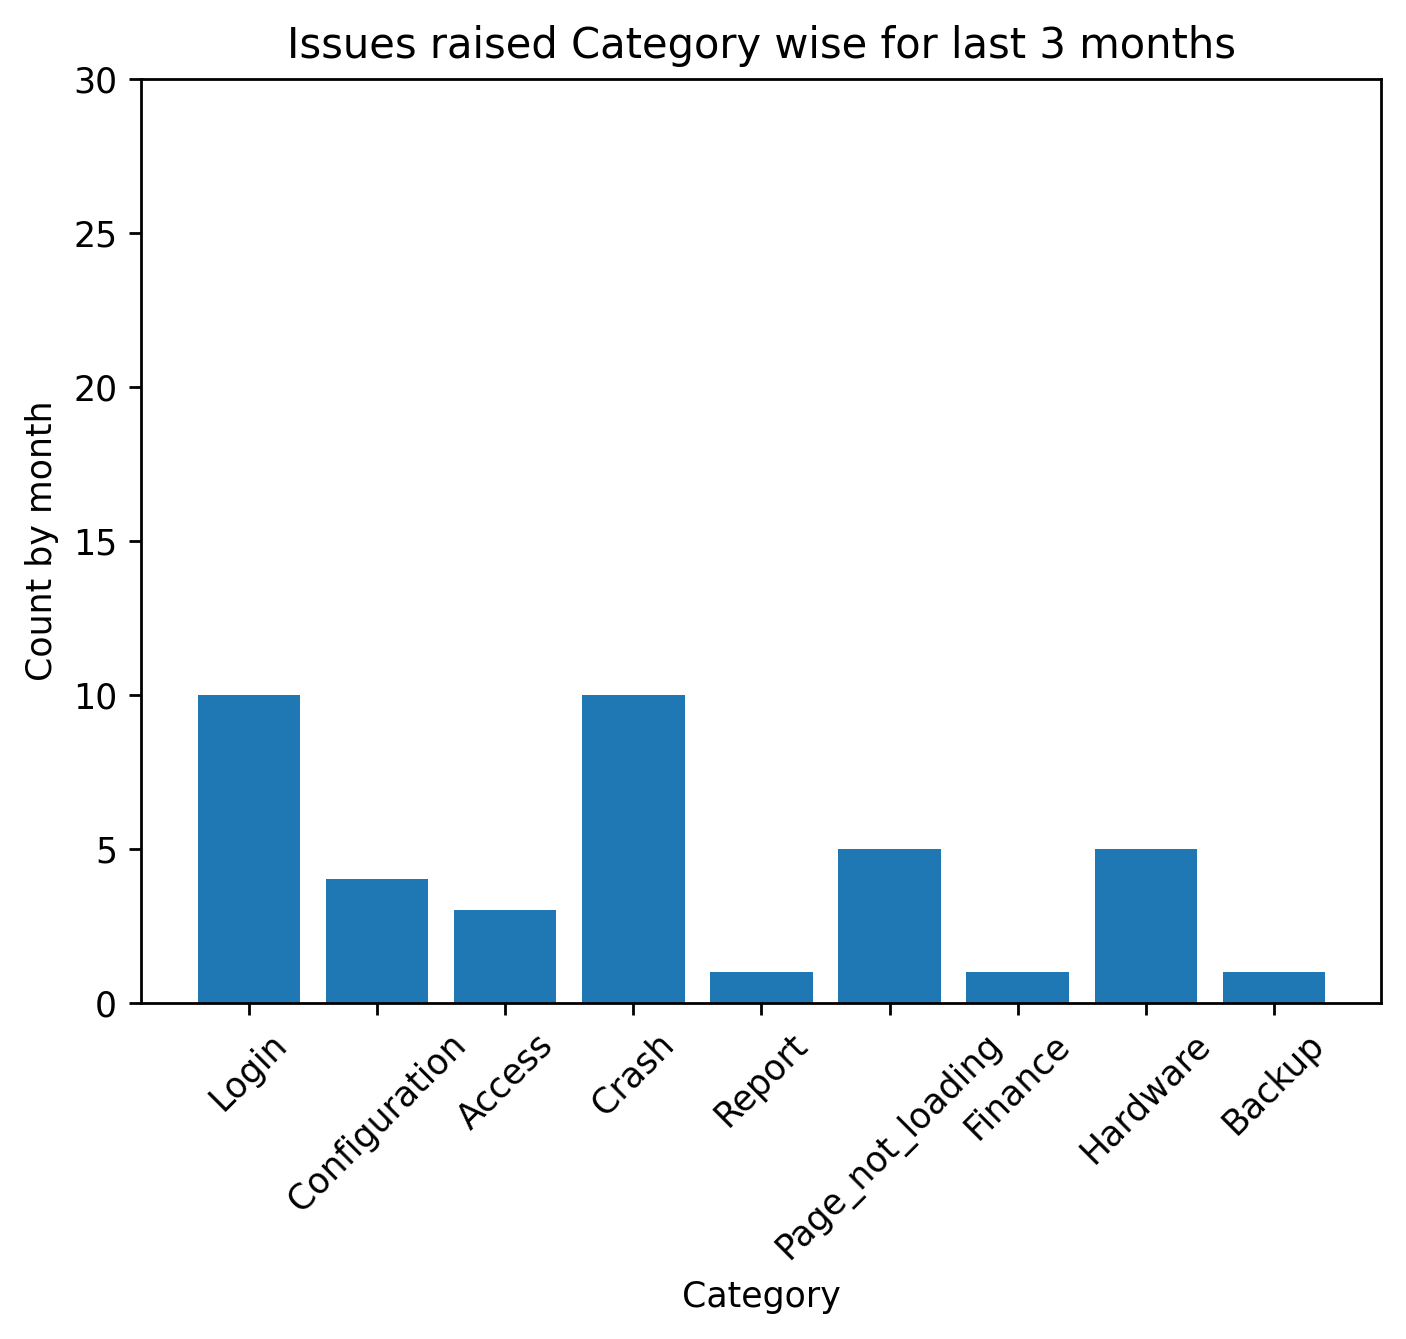 Issues raised Category wise for last 3 months
30
25
20
15
10
5
0
Count by month
Login
Configuration
Access
Crash
Report
Page_not_loading
Finance
Hardware
Backup
Category